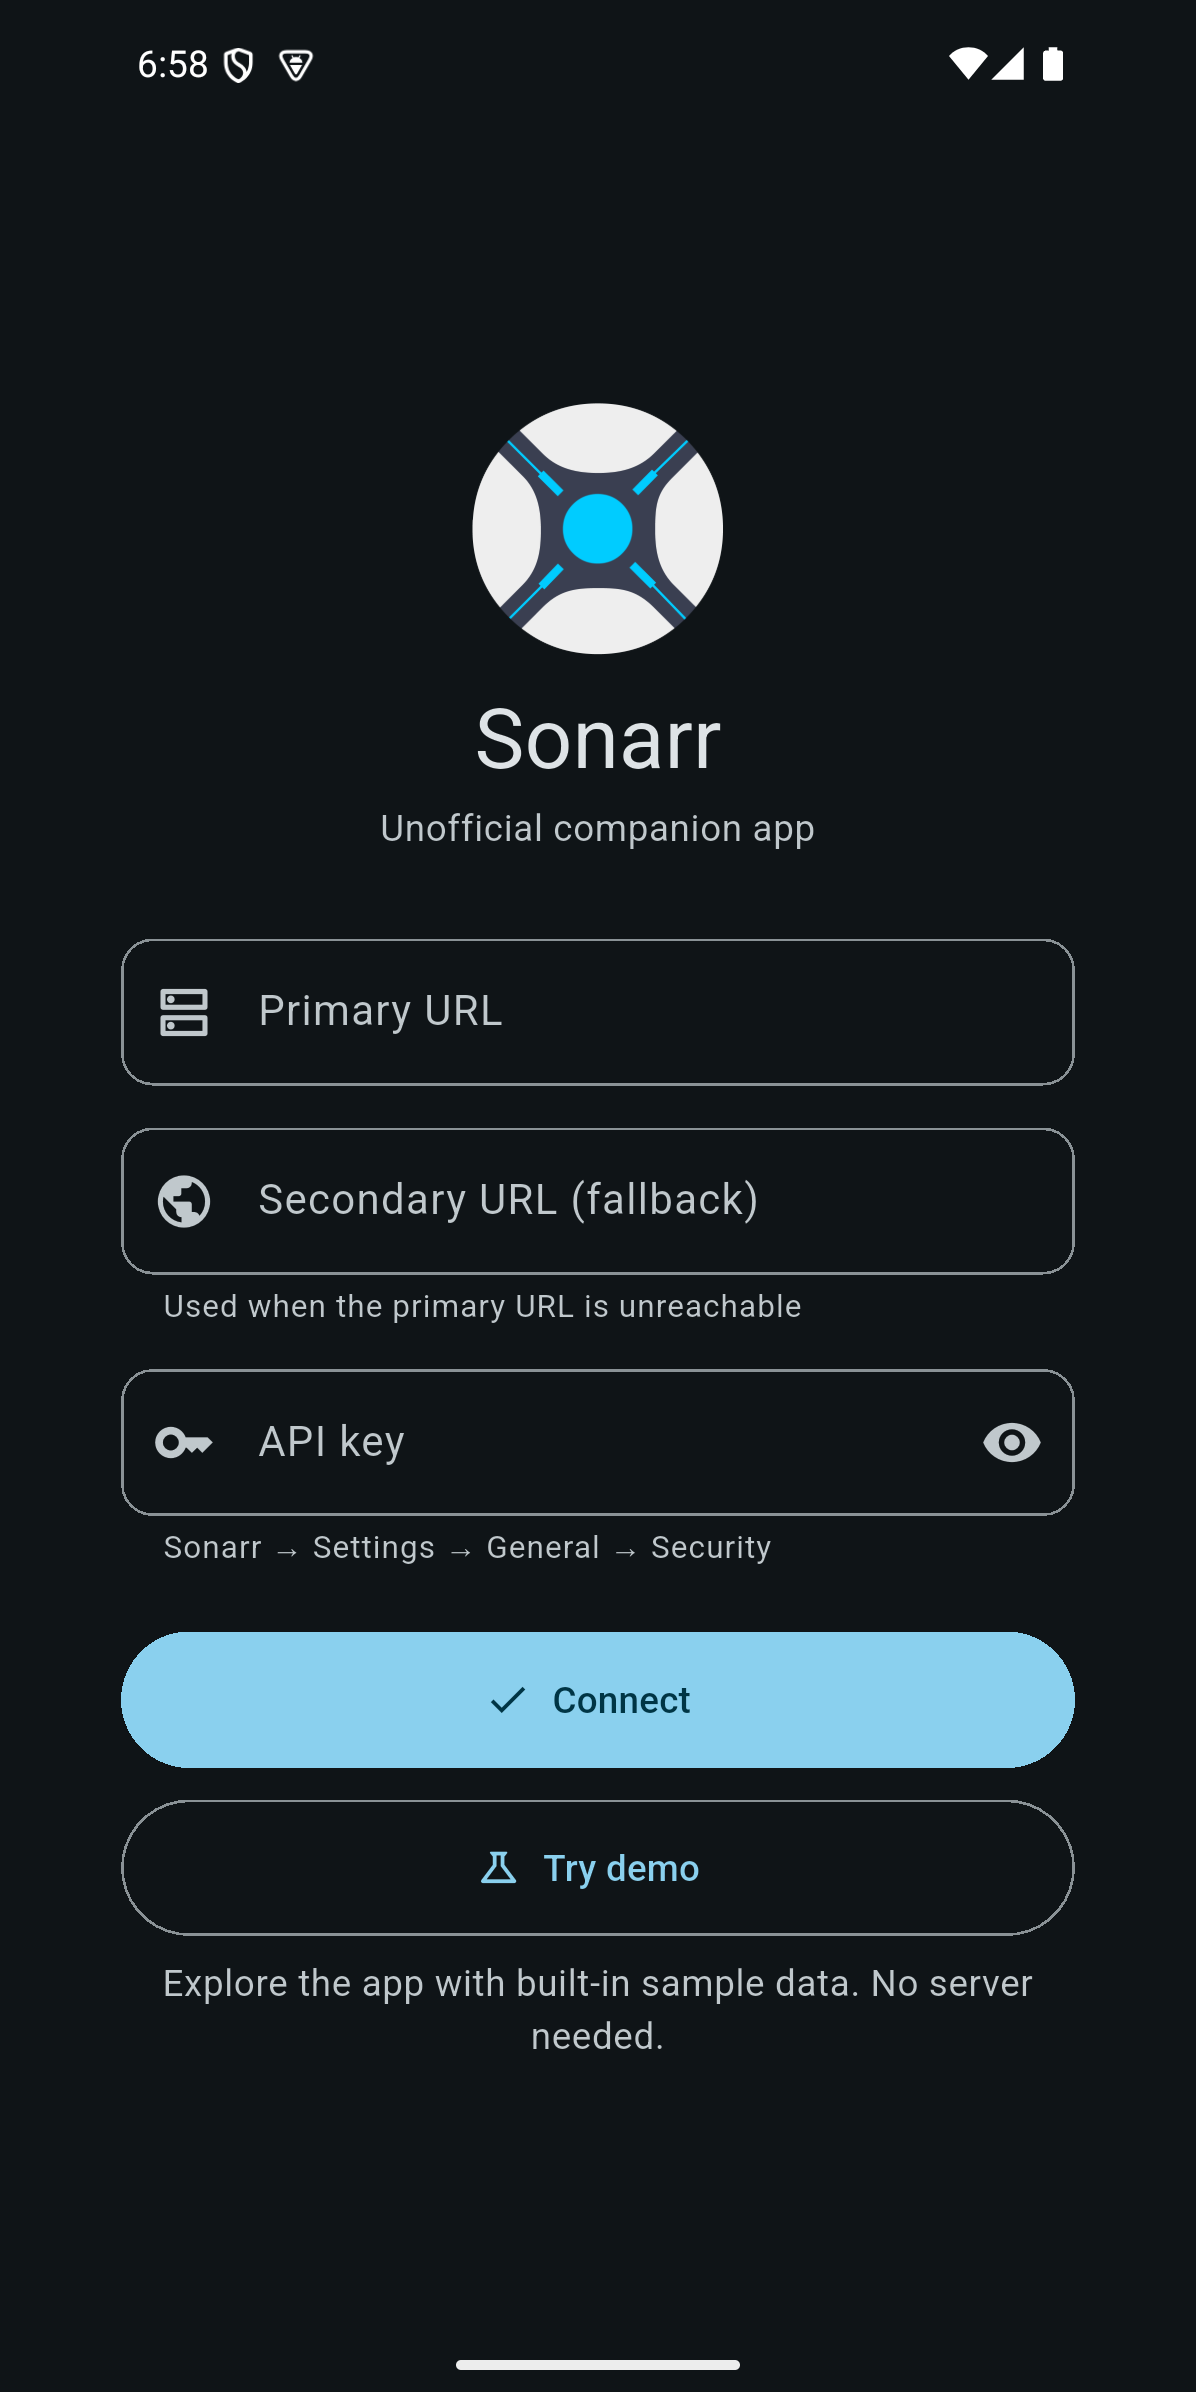 6:58
Sonarr
Unofficial companion app
Primary URL
Secondary URL (fallback)
Used when the primary URL is unreachable
API key
Sonarr → Settings → General → Security
Connect
Try demo
Explore the app with built-in sample data. No server
needed.